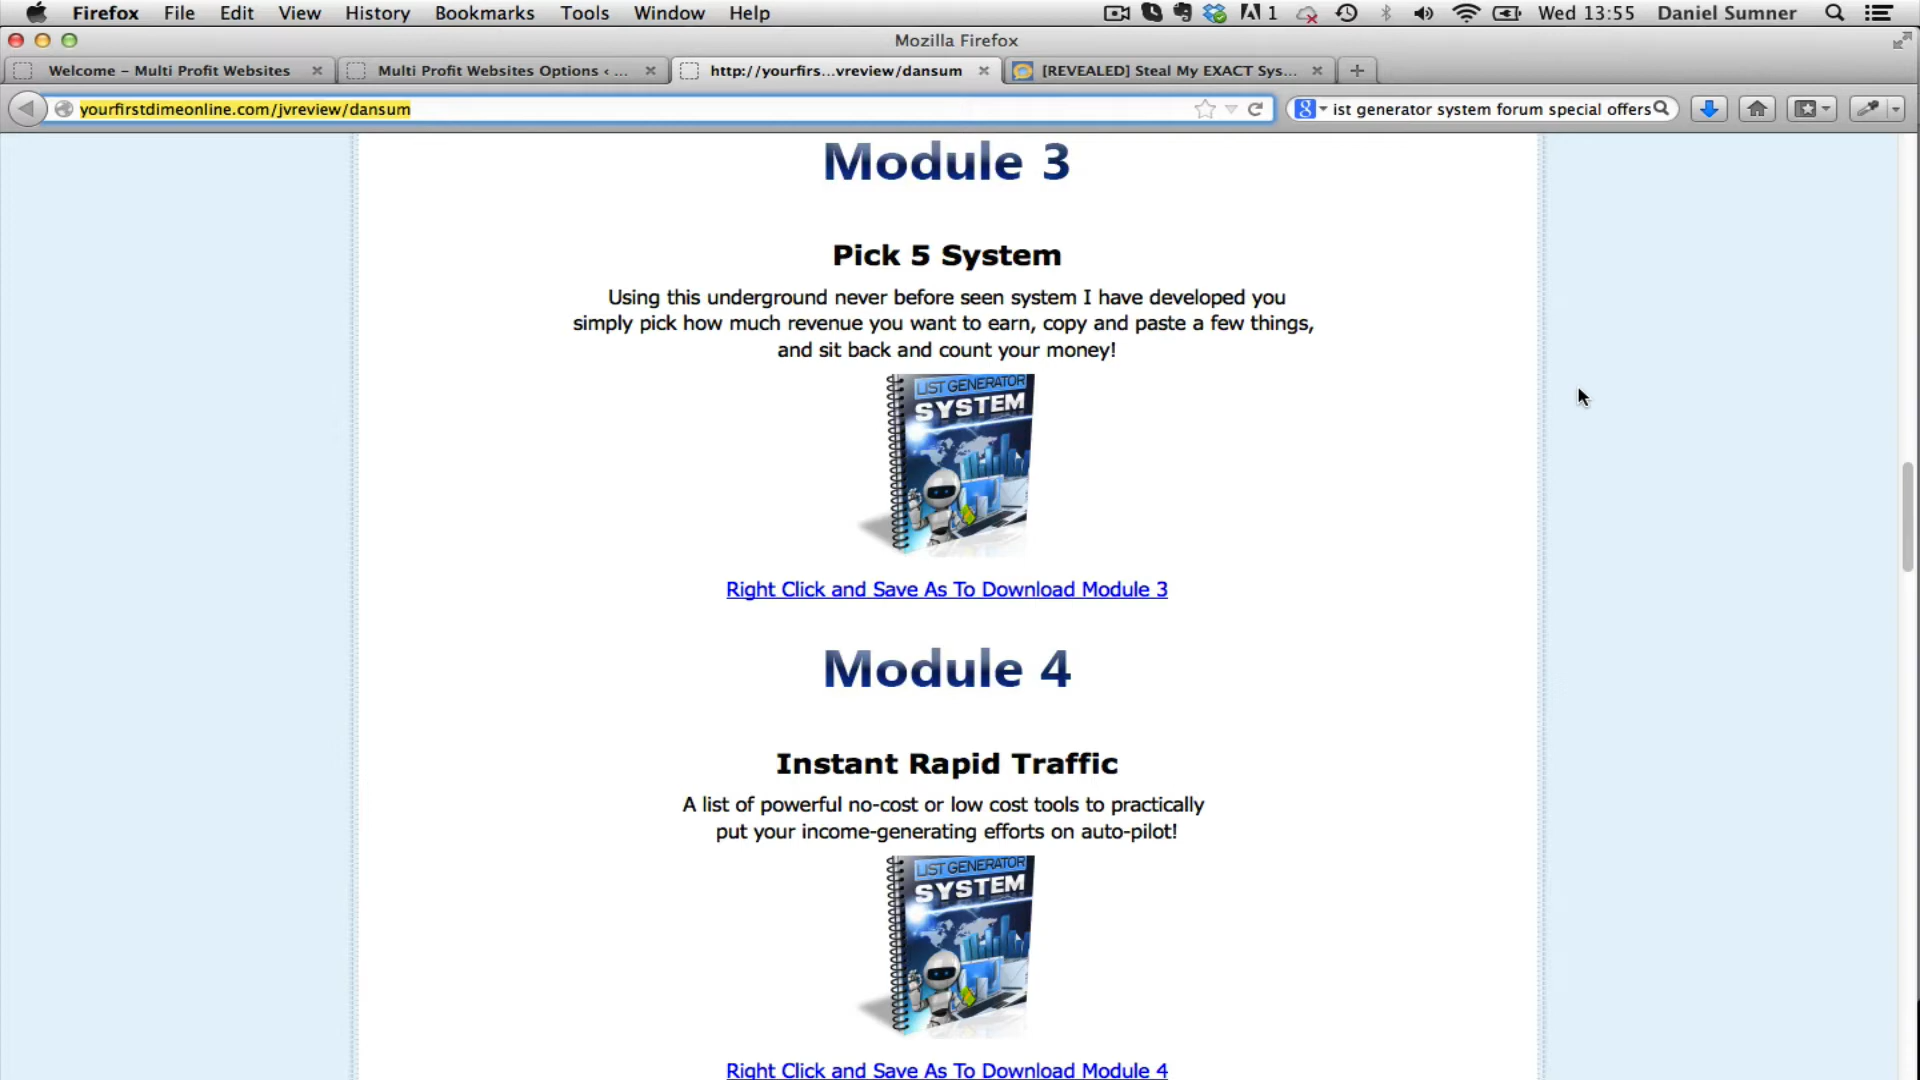 Firefox File Edit View History Bookmarks Tools Window Help 1 Wed 13:55 Daniel Sumner
Mozilla Firefox
Welcome – Multi Profit Websites Multi Profit Websites Options ‹ ... http://yourfirs...vreview/dansum [REVEALED] Steal My EXACT Sys...
yourfirstdimeonline.com/jvreview/dansum ist generator system forum special offers
Module 3
Pick 5 System
Using this underground never before seen system I have developed you
simply pick how much revenue you want to earn, copy and paste a few things,
and sit back and count your money!
LIST GENERATOR
SYSTEM
Right Click and Save As To Download Module 3
Module 4
Instant Rapid Traffic
A list of powerful no-cost or low cost tools to practically
put your income-generating efforts on auto-pilot!
LIST GENERATOR
SYSTEM
Right Click and Save As To Download Module 4